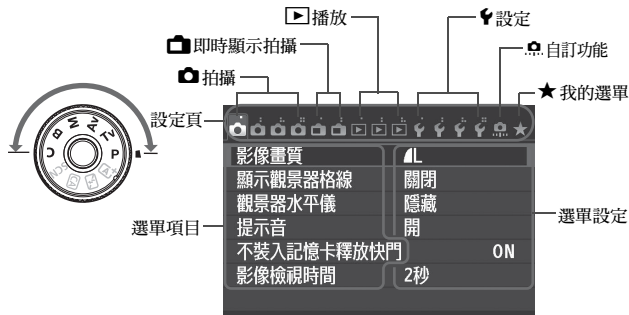 播放
設定
即時顯示拍攝
自訂功能
拍攝
我的選單
設定頁
影像畫質 L
顯示觀景器格線 關閉
觀景器水平儀 隱藏
提示音 開
不裝入記憶卡釋放快門 ON
影像檢視時間 2秒
選單項目
選單設定
C B M Av Tv P
SCN A+